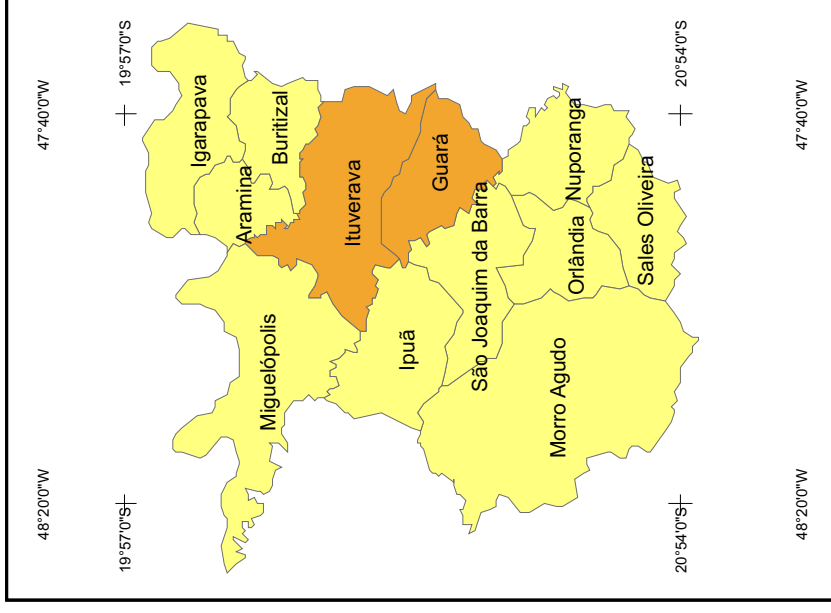 48°20'0"W
47°40'0"W
19°57'0"S
19°57'0"S
Igarapava
Aramina
Miguelópolis
Buritizal
Ituverava
Ipuã
Guará
São Joaquim da Barra
Morro Agudo
Orlândia
Nuporanga
Sales Oliveira
20°54'0"S
20°54'0"S
48°20'0"W
47°40'0"W